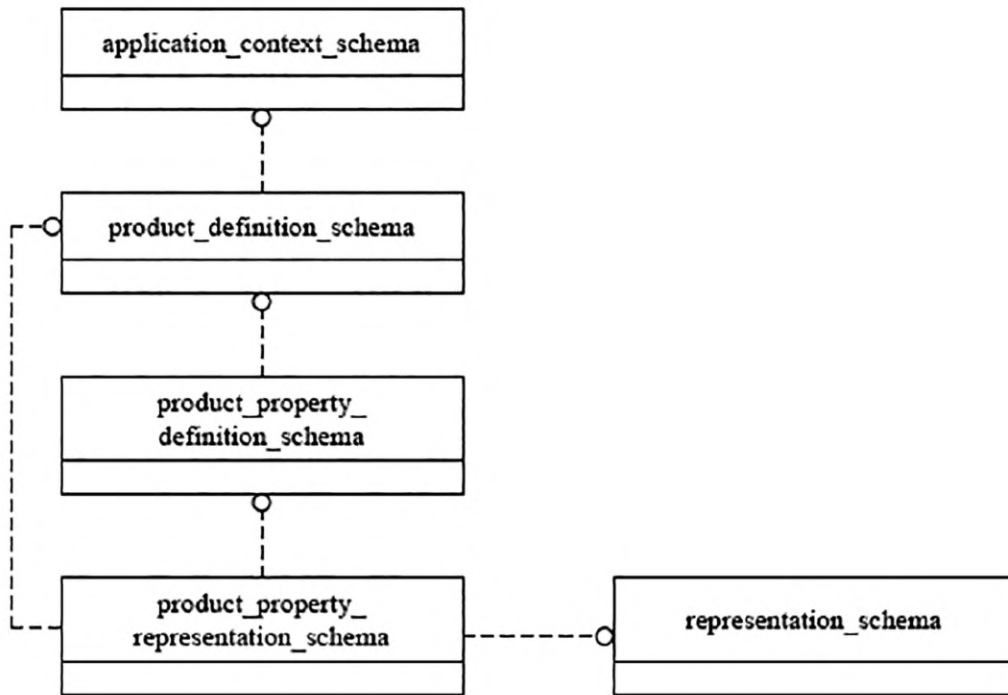 application_context_schema
product_definition_schema
product_property_
definition_schema
product_property_
representation_schema
representation_schema